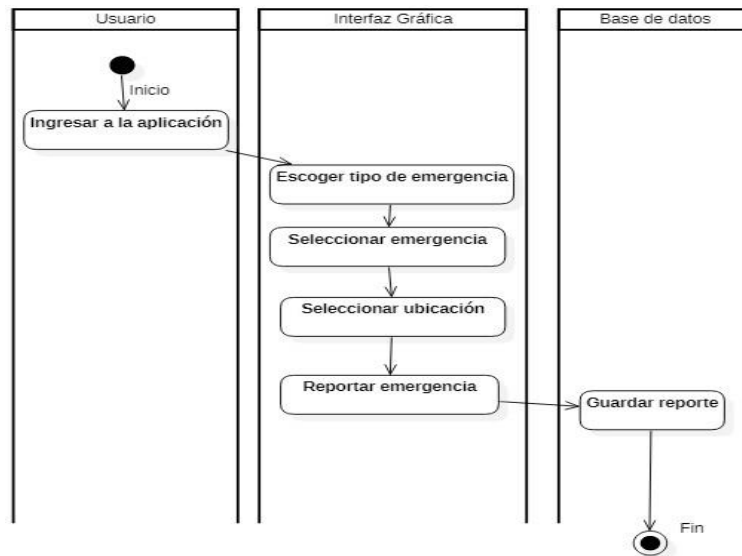 Usuario
Interfaz Gráfica
Base de datos
Inicio
Ingresar a la aplicación
Escoger tipo de emergencia
Seleccionar emergencia
Seleccionar ubicación
Reportar emergencia
Guardar reporte
Fin